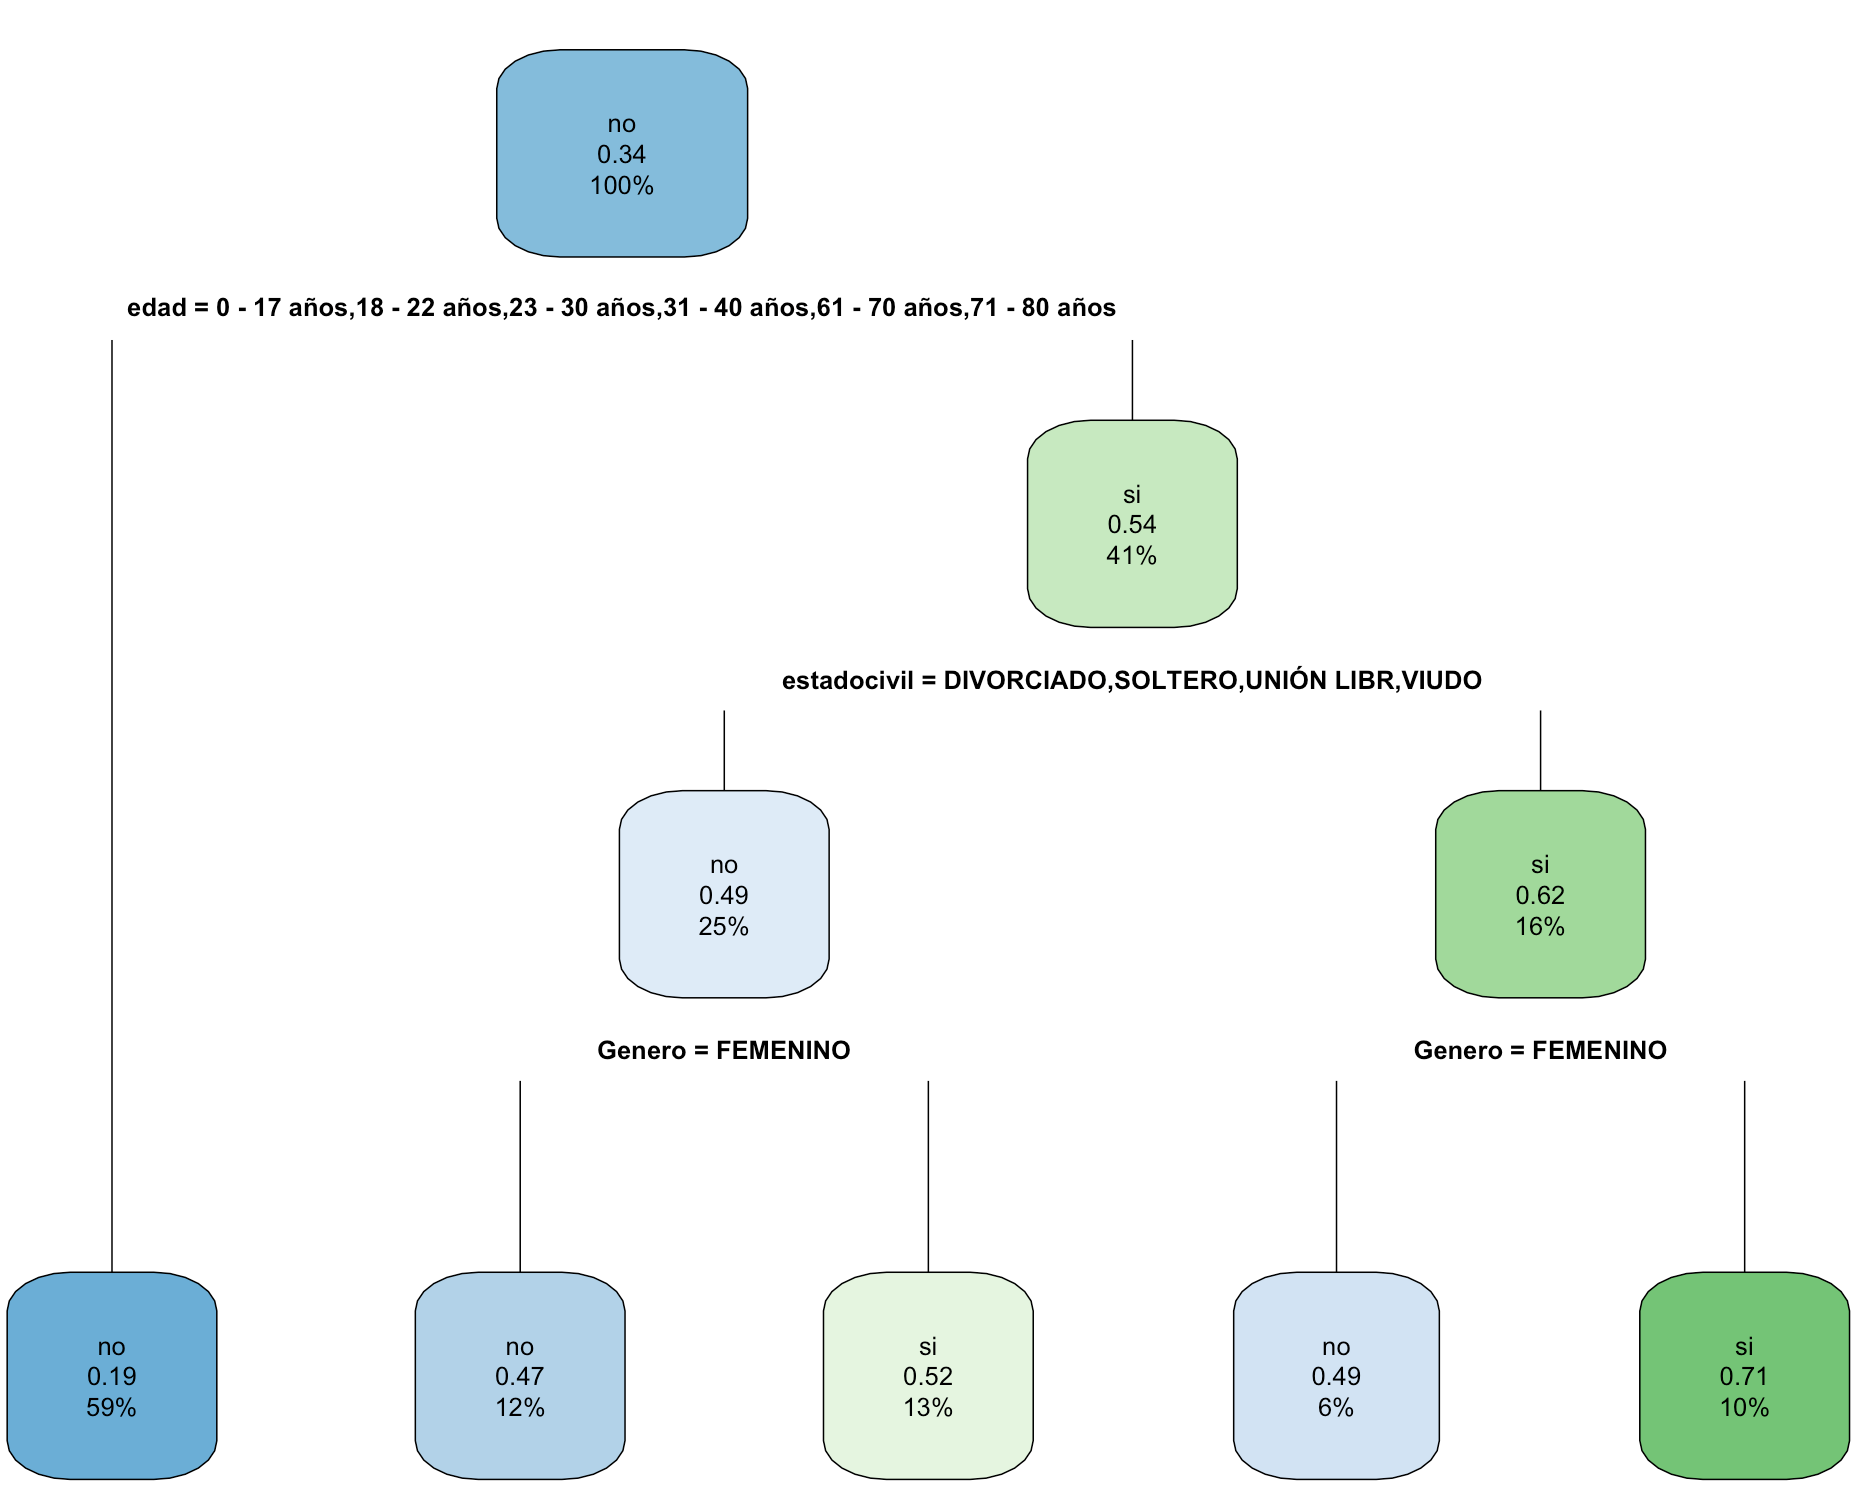 no
0.34
100%
edad = 0 - 17 años,18 - 22 años,23 - 30 años,31 - 40 años,61 - 70 años,71 - 80 años
si
0.54
41%
estadocivil = DIVORCIADO,SOLTERO,UNIÓN LIBR,VIUDO
no
0.49
25%
si
0.62
16%
Genero = FEMENINO
Genero = FEMENINO
no
0.19
59%
no
0.47
12%
si
0.52
13%
no
0.49
6%
si
0.71
10%